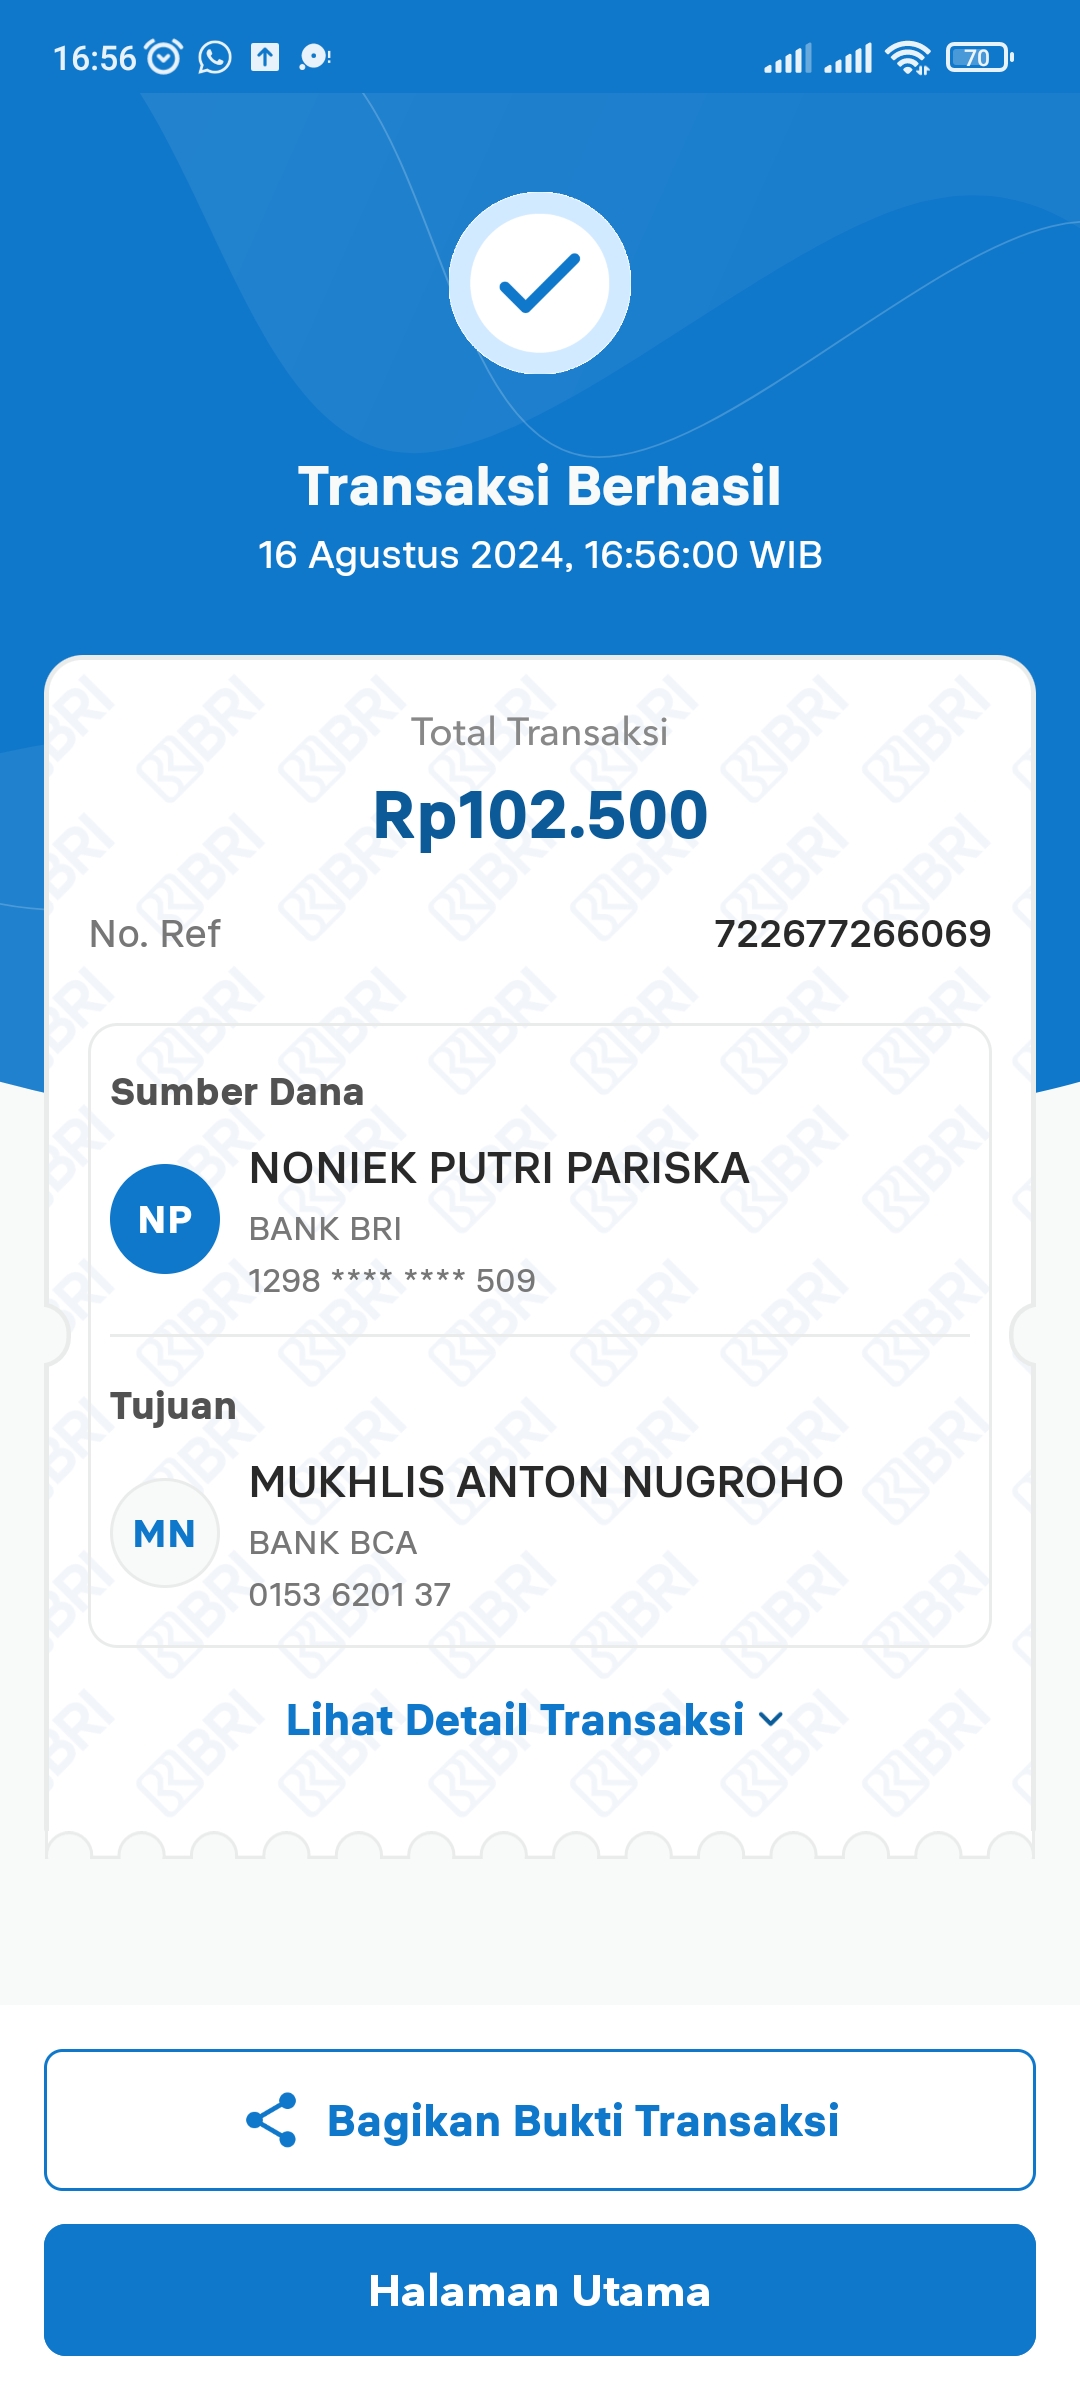 16:56
70
Transaksi Berhasil
16 Agustus 2024, 16:56:00 WIB
Total Transaksi
Rp102.500
No. Ref 722677266069
Sumber Dana
NP
NONIEK PUTRI PARISKA
BANK BRI
1298 **** **** 509
Tujuan
MN
MUKHLIS ANTON NUGROHO
BANK BCA
0153 6201 37
Lihat Detail Transaksi
Bagikan Bukti Transaksi
Halaman Utama